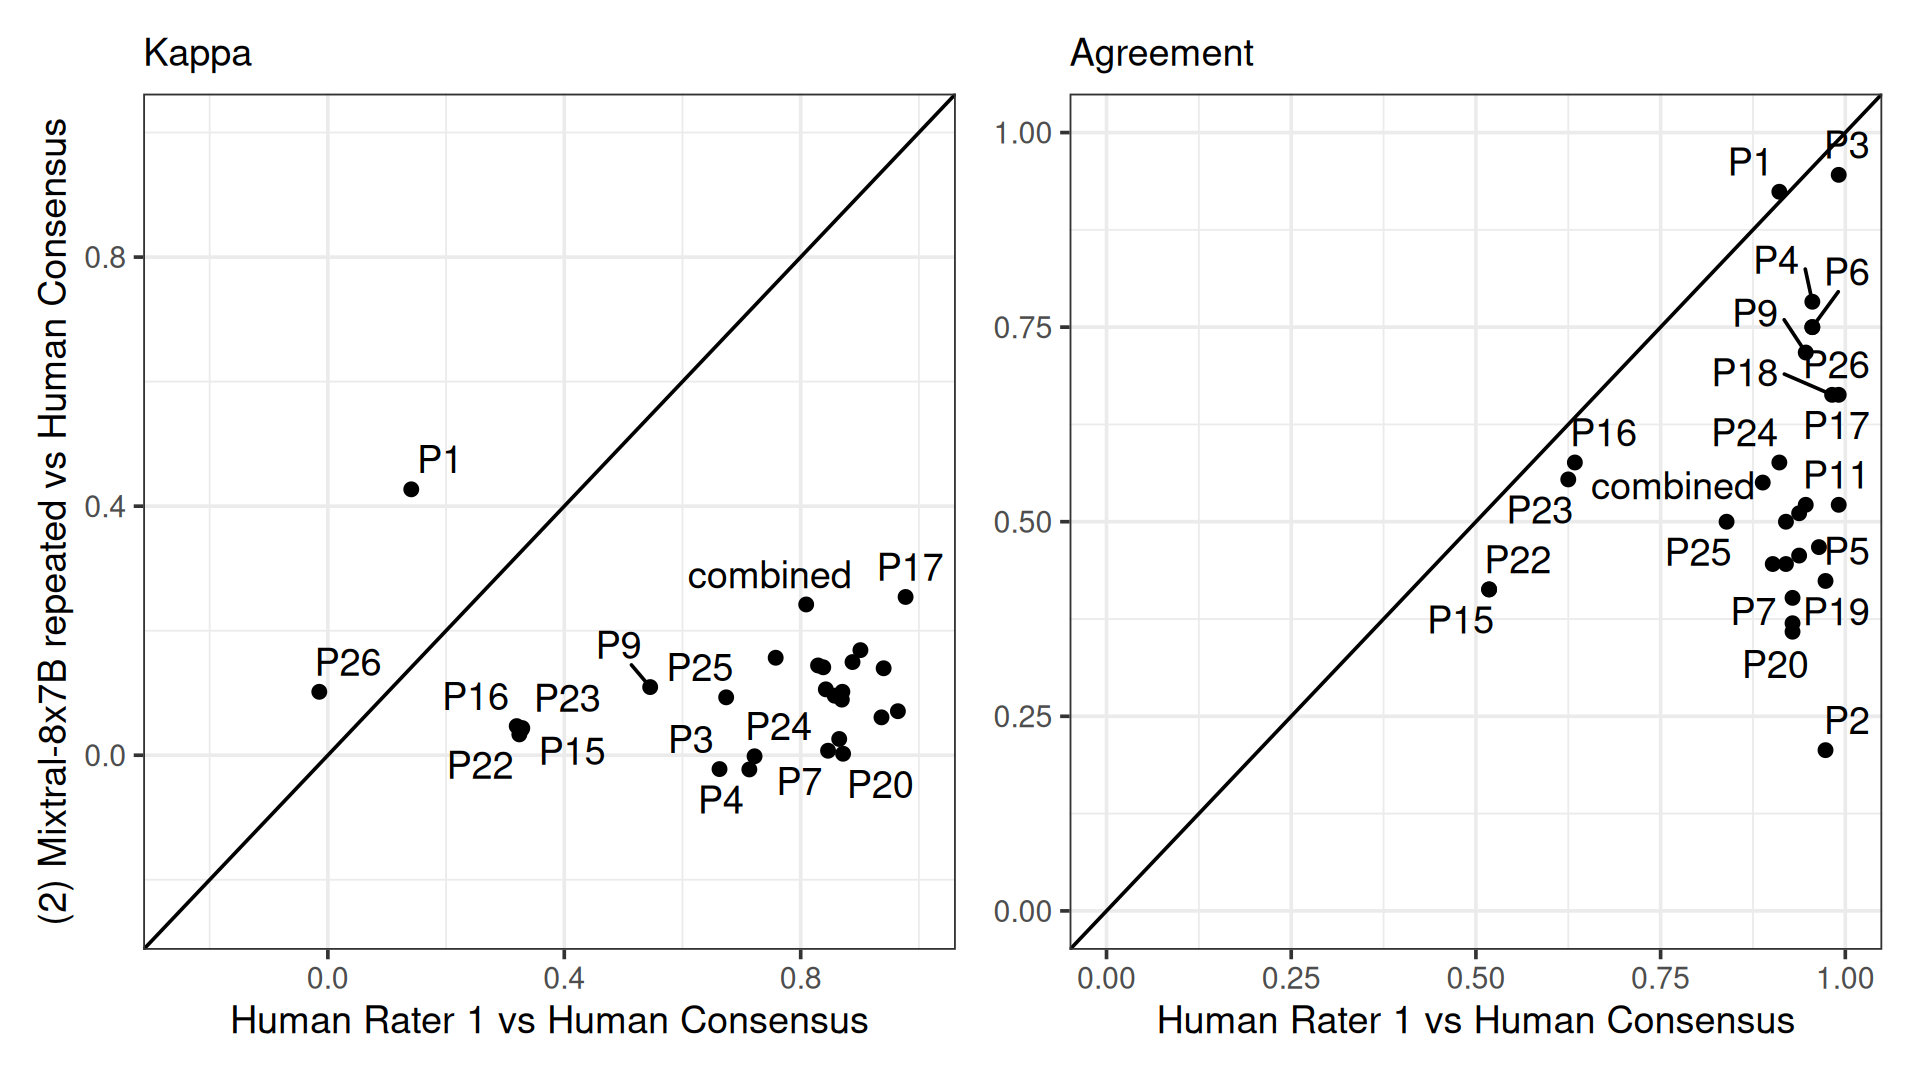 Kappa
Agreement
(2) Mixtral-8x7B repeated vs Human Consensus
0.8
0.4
0.0
P1
combined
P17
P9
P25
P26
P16
P23
P3
P24
P22
P15
P7
P20
P4
0.0
0.4
0.8
Human Rater 1 vs Human Consensus
1.00
0.75
0.50
0.25
0.00
P3
P1
P4
P6
P9
P26
P18
P17
P16
P24
combined
P11
P23
P25
P5
P22
P15
P7
P19
P20
P2
0.00
0.25
0.50
0.75
1.00
Human Rater 1 vs Human Consensus